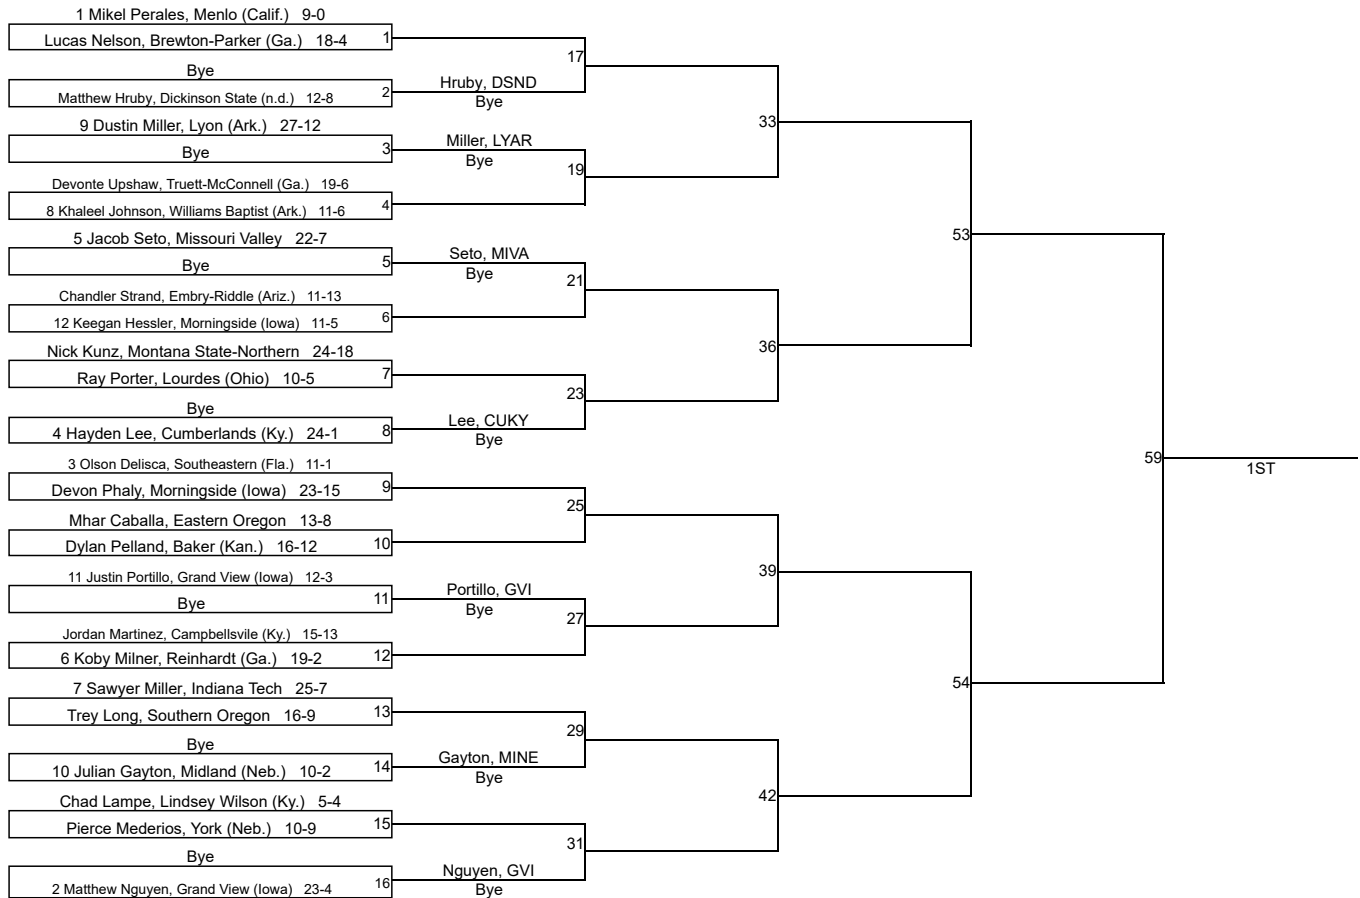 1 Mikel Perales, Menlo (Calif.) 9-0
Lucas Nelson, Brewton-Parker (Ga.) 18-4
1
Bye
Matthew Hruby, Dickinson State (n.d.) 12-8
2
9 Dustin Miller, Lyon (Ark.) 27-12
Bye
3
Devonte Upshaw, Truett-McConnell (Ga.) 19-6
8 Khaleel Johnson, Williams Baptist (Ark.) 11-6
4
5 Jacob Seto, Missouri Valley 22-7
Bye
5
Chandler Strand, Embry-Riddle (Ariz.) 11-13
12 Keegan Hessler, Morningside (Iowa) 11-5
6
Nick Kunz, Montana State-Northern 24-18
Ray Porter, Lourdes (Ohio) 10-5
7
Bye
4 Hayden Lee, Cumberlands (Ky.) 24-1
8
3 Olson Delisca, Southeastern (Fla.) 11-1
Devon Phaly, Morningside (Iowa) 23-15
9
Mhar Caballa, Eastern Oregon 13-8
Dylan Pelland, Baker (Kan.) 16-12
10
11 Justin Portillo, Grand View (Iowa) 12-3
Bye
11
Jordan Martinez, Campbellsvile (Ky.) 15-13
6 Koby Milner, Reinhardt (Ga.) 19-2
12
7 Sawyer Miller, Indiana Tech 25-7
Trey Long, Southern Oregon 16-9
13
Bye
10 Julian Gayton, Midland (Neb.) 10-2
14
Chad Lampe, Lindsey Wilson (Ky.) 5-4
Pierce Mederios, York (Neb.) 10-9
15
Bye
2 Matthew Nguyen, Grand View (Iowa) 23-4
16
17
Hruby, DSND
Bye
Miller, LYAR
Bye
19
Seto, MIVA
Bye
21
23
Lee, CUKY
Bye
25
Portillo, GVI
Bye
27
29
Gayton, MINE
Bye
31
Nguyen, GVI
Bye
33
36
39
42
53
54
59
1ST